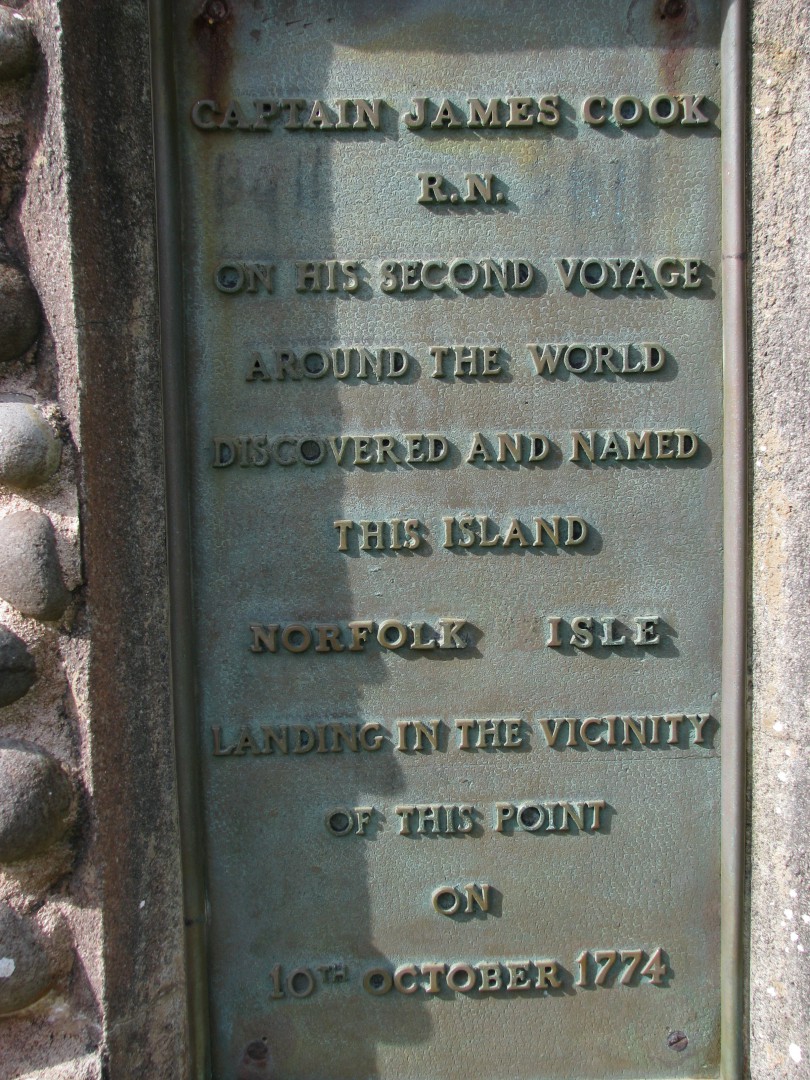 CAPTAIN JAMES COOK
R.N.
ON HIS SECOND VOYAGE
AROUND THE WORLD
DISCOVERED AND NAMED
THIS ISLAND
NORFOLK ISLE
LANDING IN THE VICINITY
OF THIS POINT
ON
10TH OCTOBER 1774